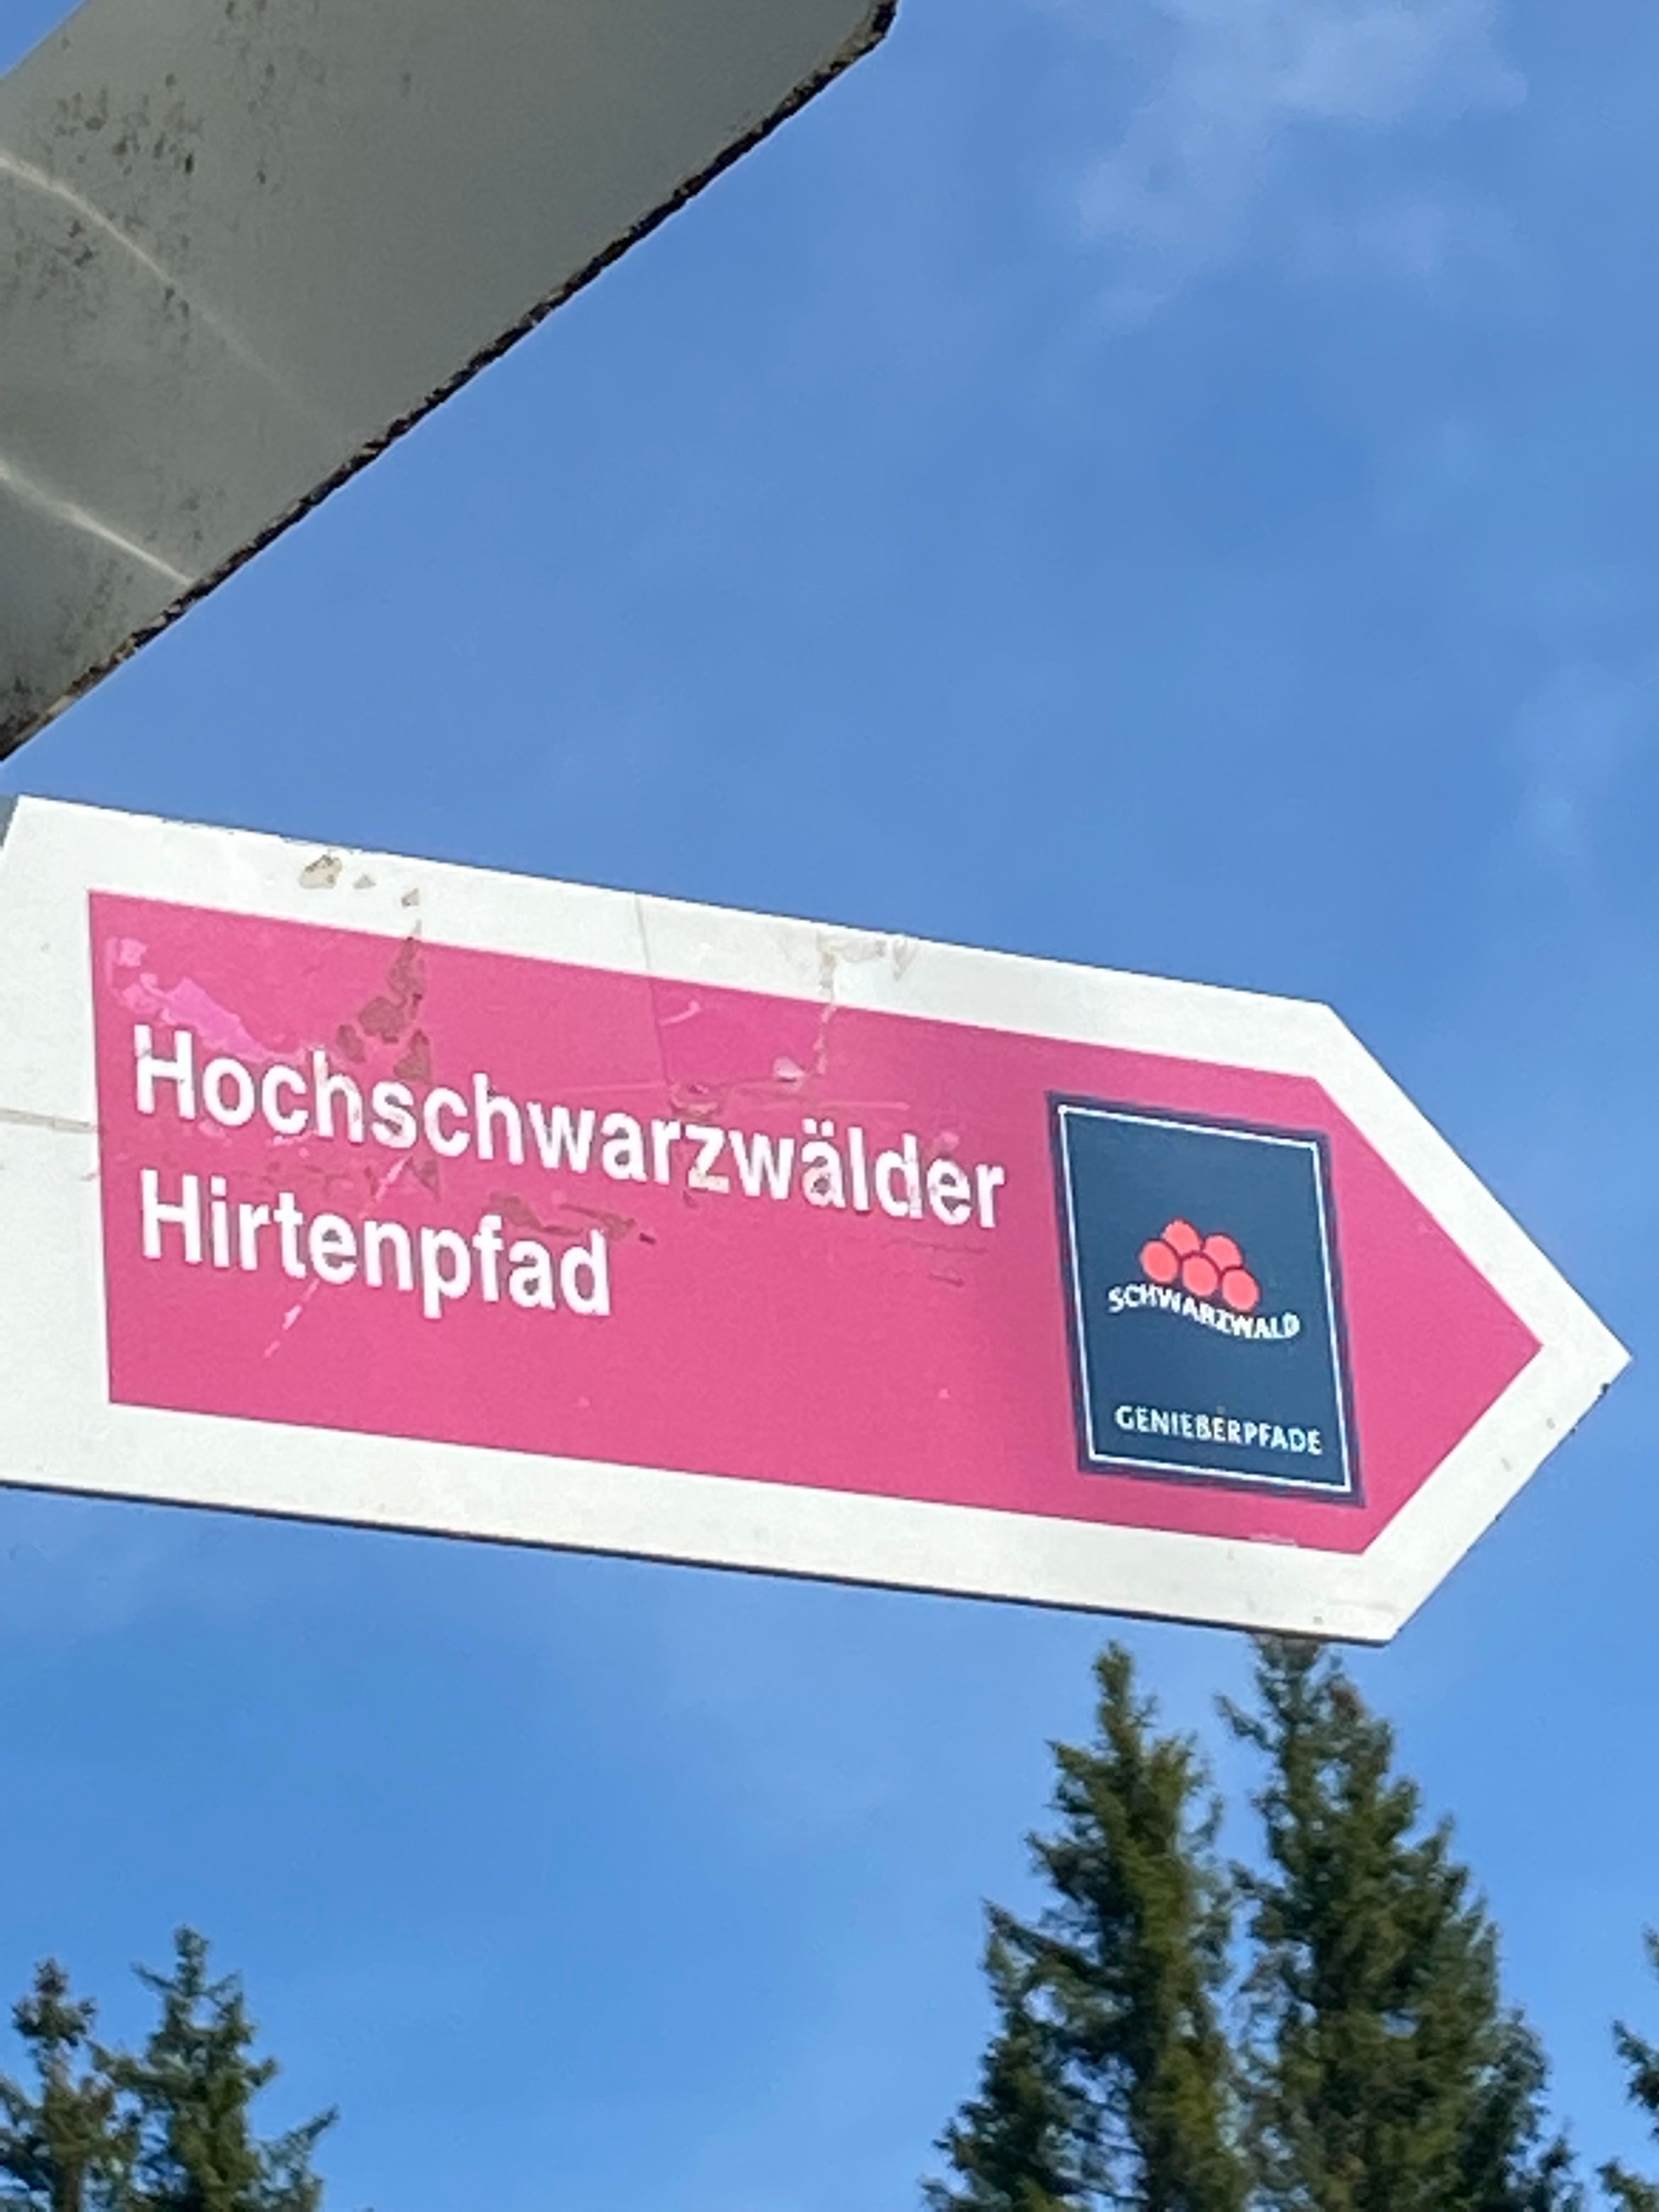 Hochschwarzwälder
Hirtenpfad
SCHWARZWALD
GENIEẞERPFADE